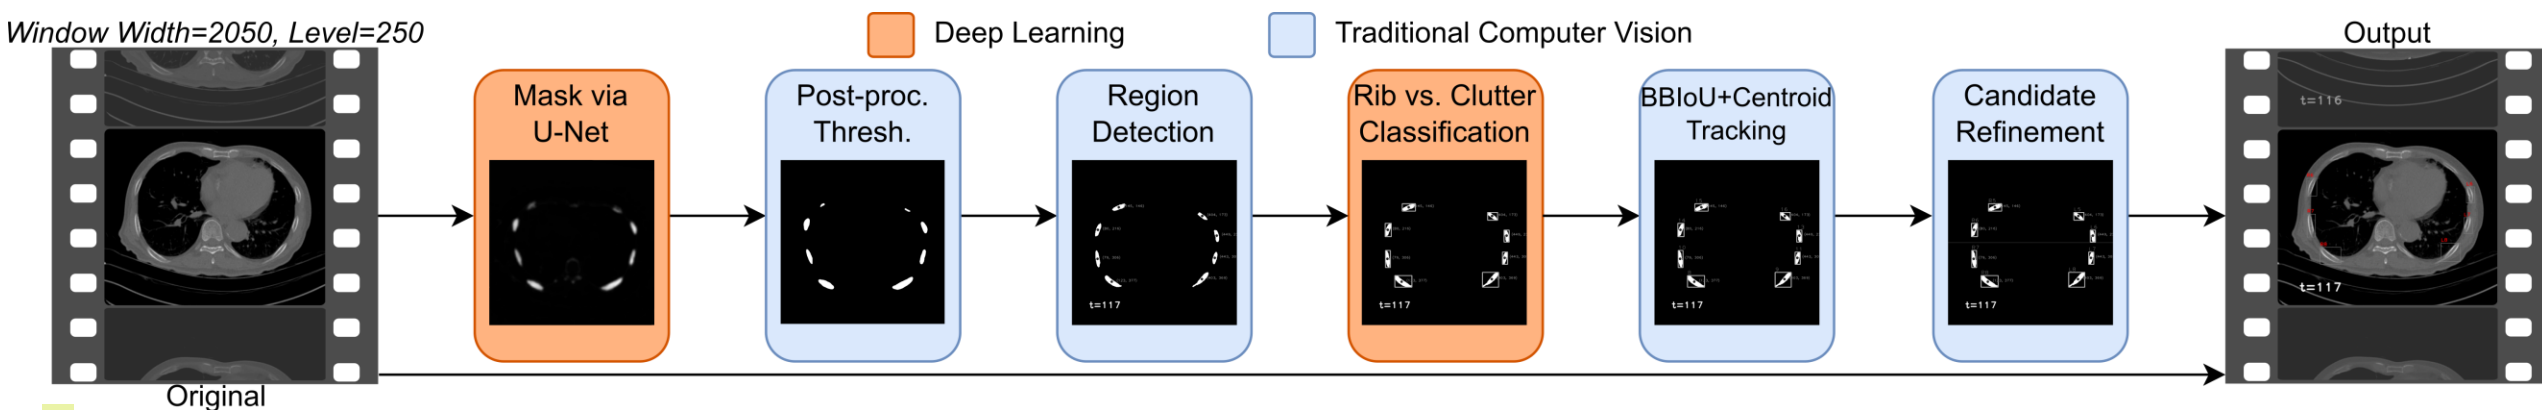 Window Width=2050, Level=250
Deep Learning
Traditional Computer Vision
Output
Mask via
U-Net
Post-proc.
Thresh.
Region
Detection
Rib vs. Clutter
Classification
BBIoU+Centroid
Tracking
Candidate
Refinement
t=117
t=117
t=117
t=117
t=116
t=117
Original